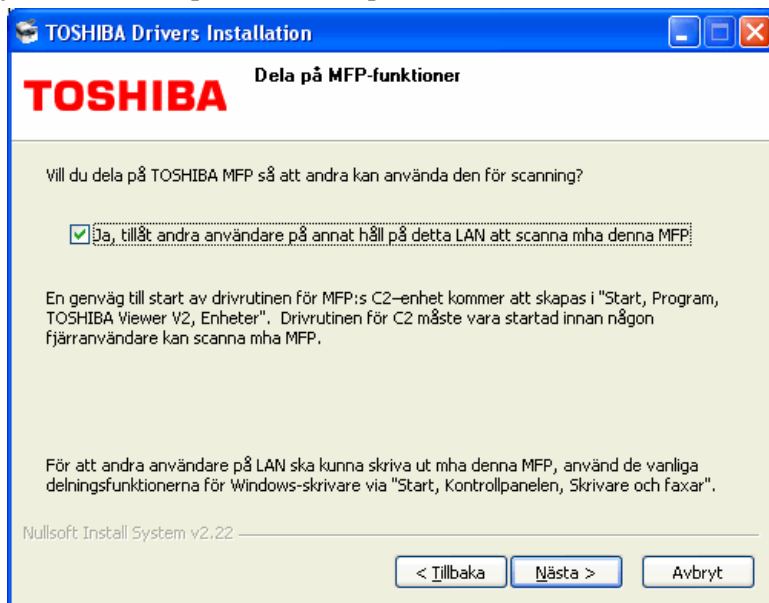 TOSHIBA Drivers Installation
Dela på MFP-funktioner
TOSHIBA
Vill du dela på TOSHIBA MFP så att andra kan använda den för scanning?
Ja, tillåt andra användare på annat håll på detta LAN att scanna mha denna MFP
En genväg till start av drivrutinen för MFP:s C2–enhet kommer att skapas i "Start, Program,
TOSHIBA Viewer V2, Enheter". Drivrutinen för C2 måste vara startad innan någon
fjärranvändare kan scanna mha MFP.
För att andra användare på LAN ska kunna skriva ut mha denna MFP, använd de vanliga
delningsfunktionerna för Windows-skrivare via "Start, Kontrollpanelen, Skrivare och faxar".
Nullsoft Install System v2.22
< Tillbaka Nästa > Avbryt